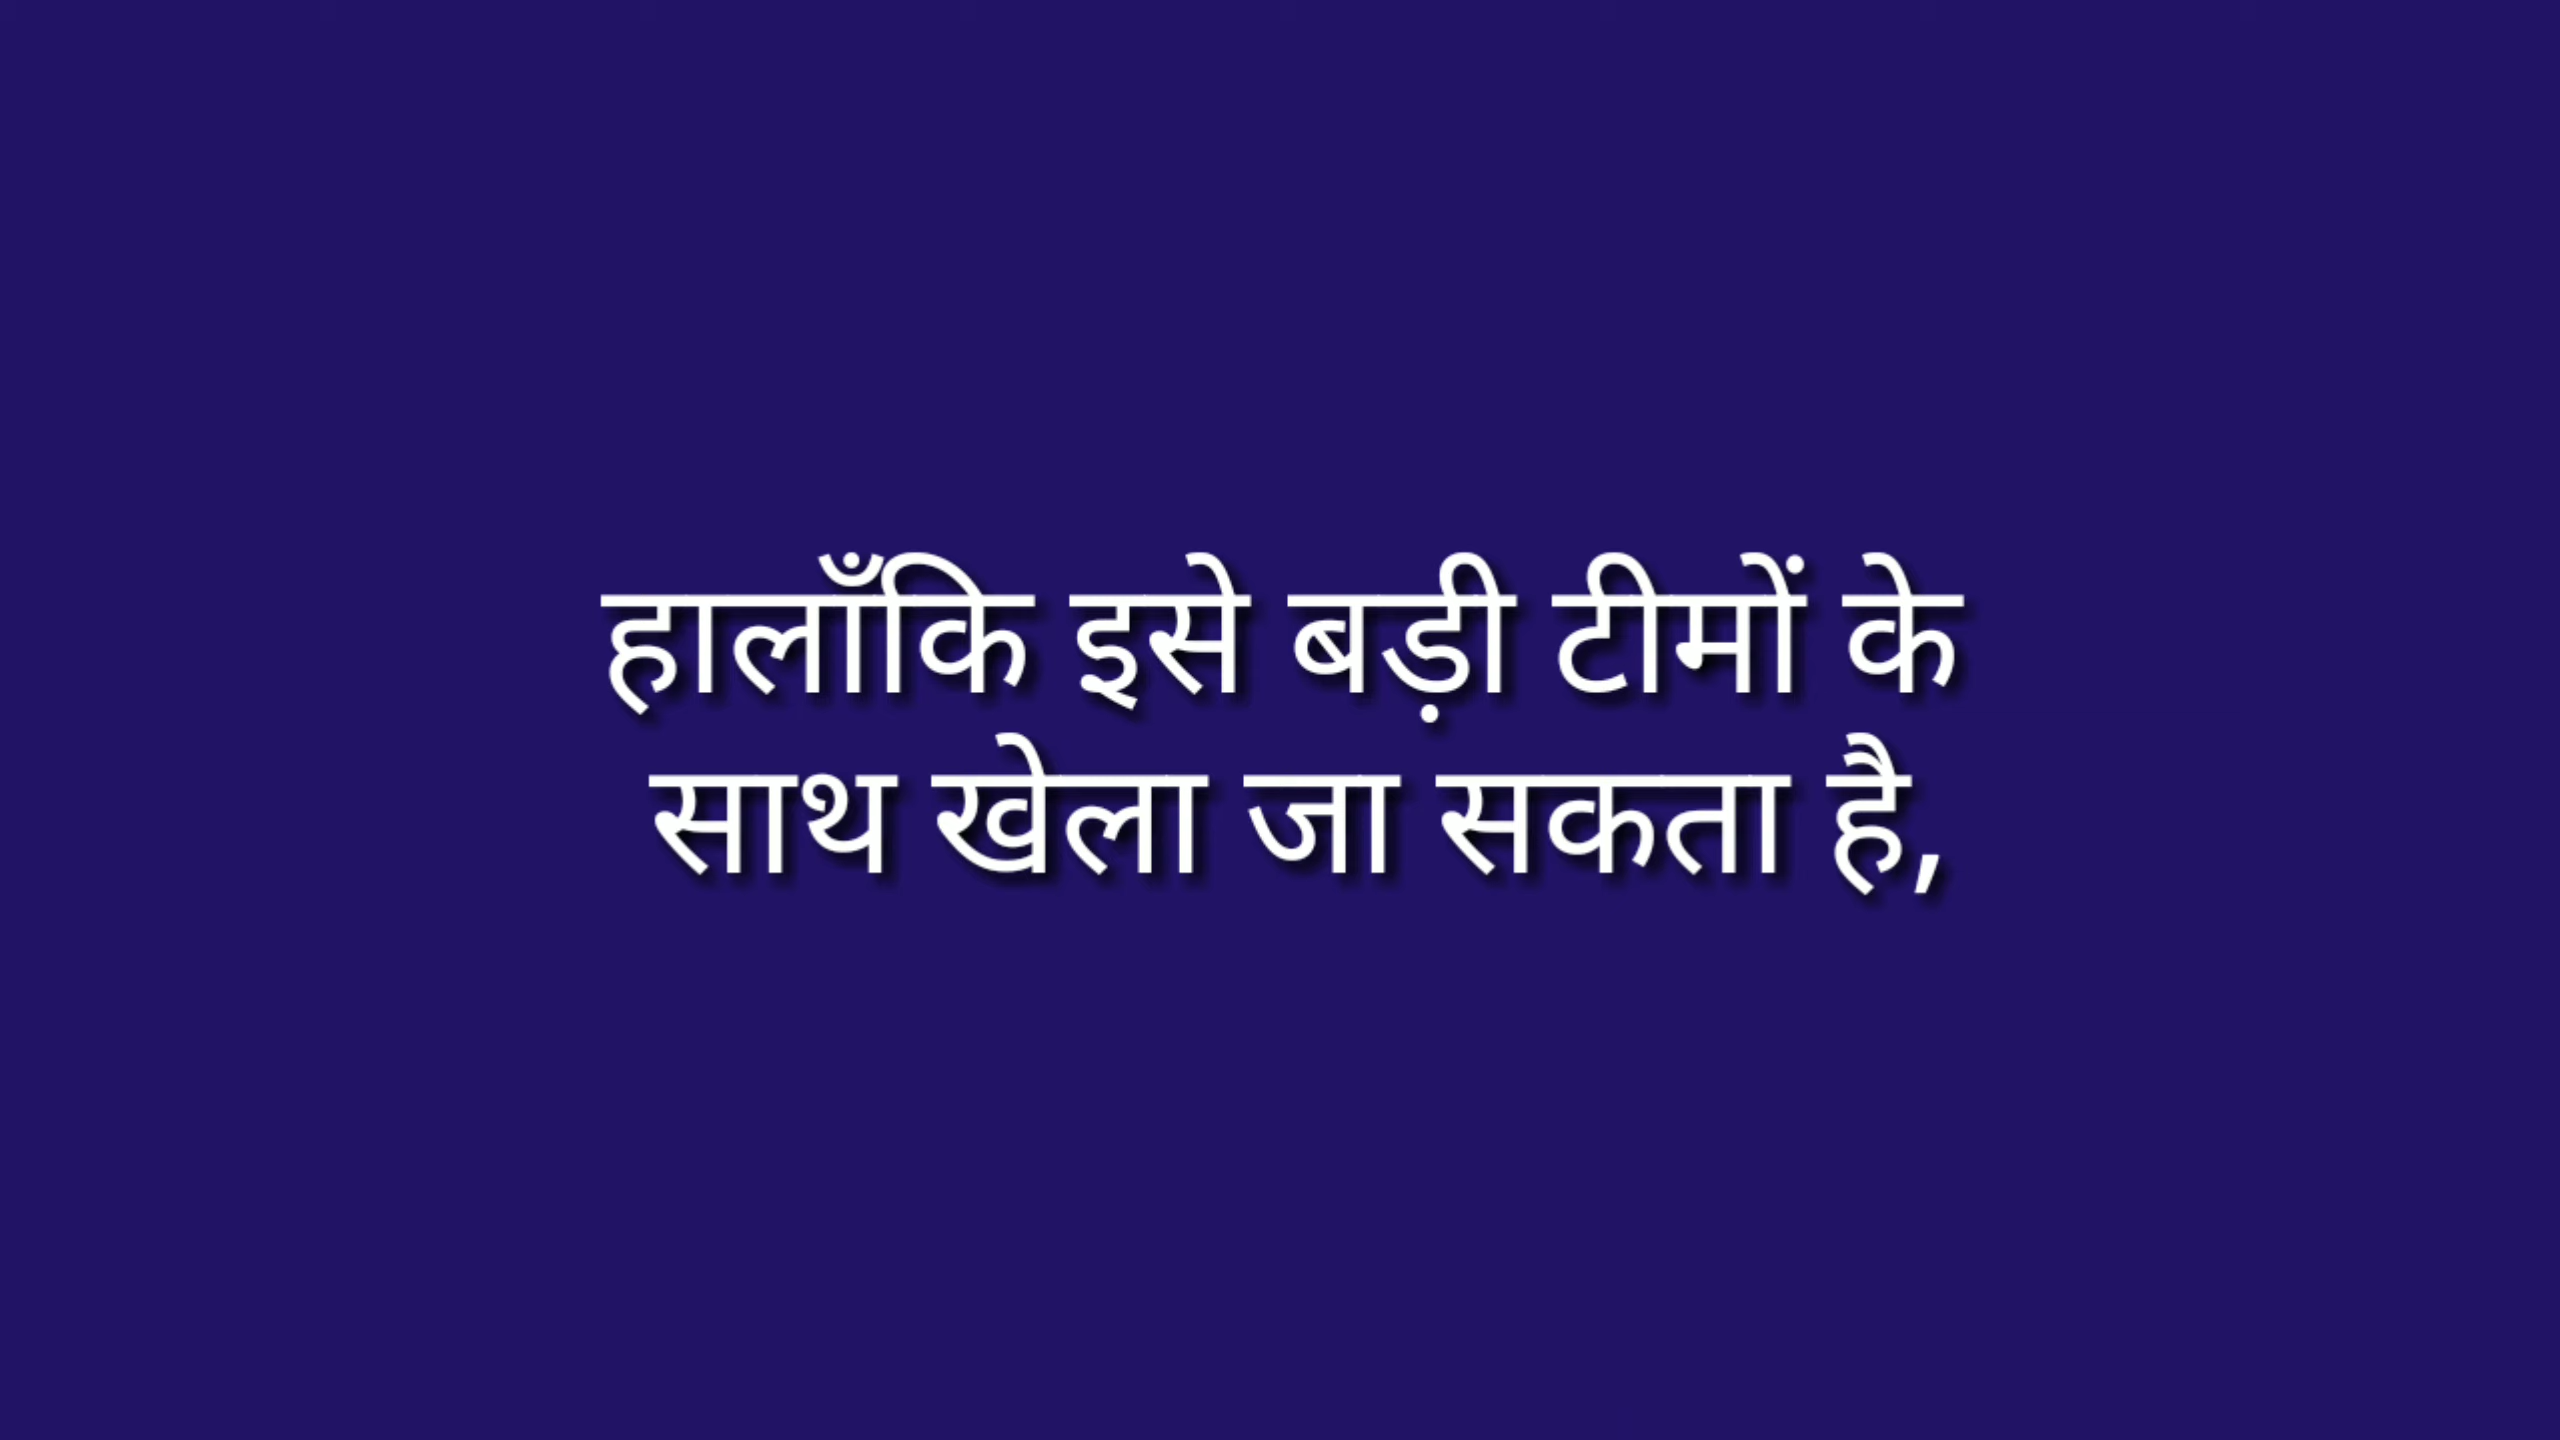 हालाँकि इसे बड़ी टीमों के
साथ खेला जा सकता है,